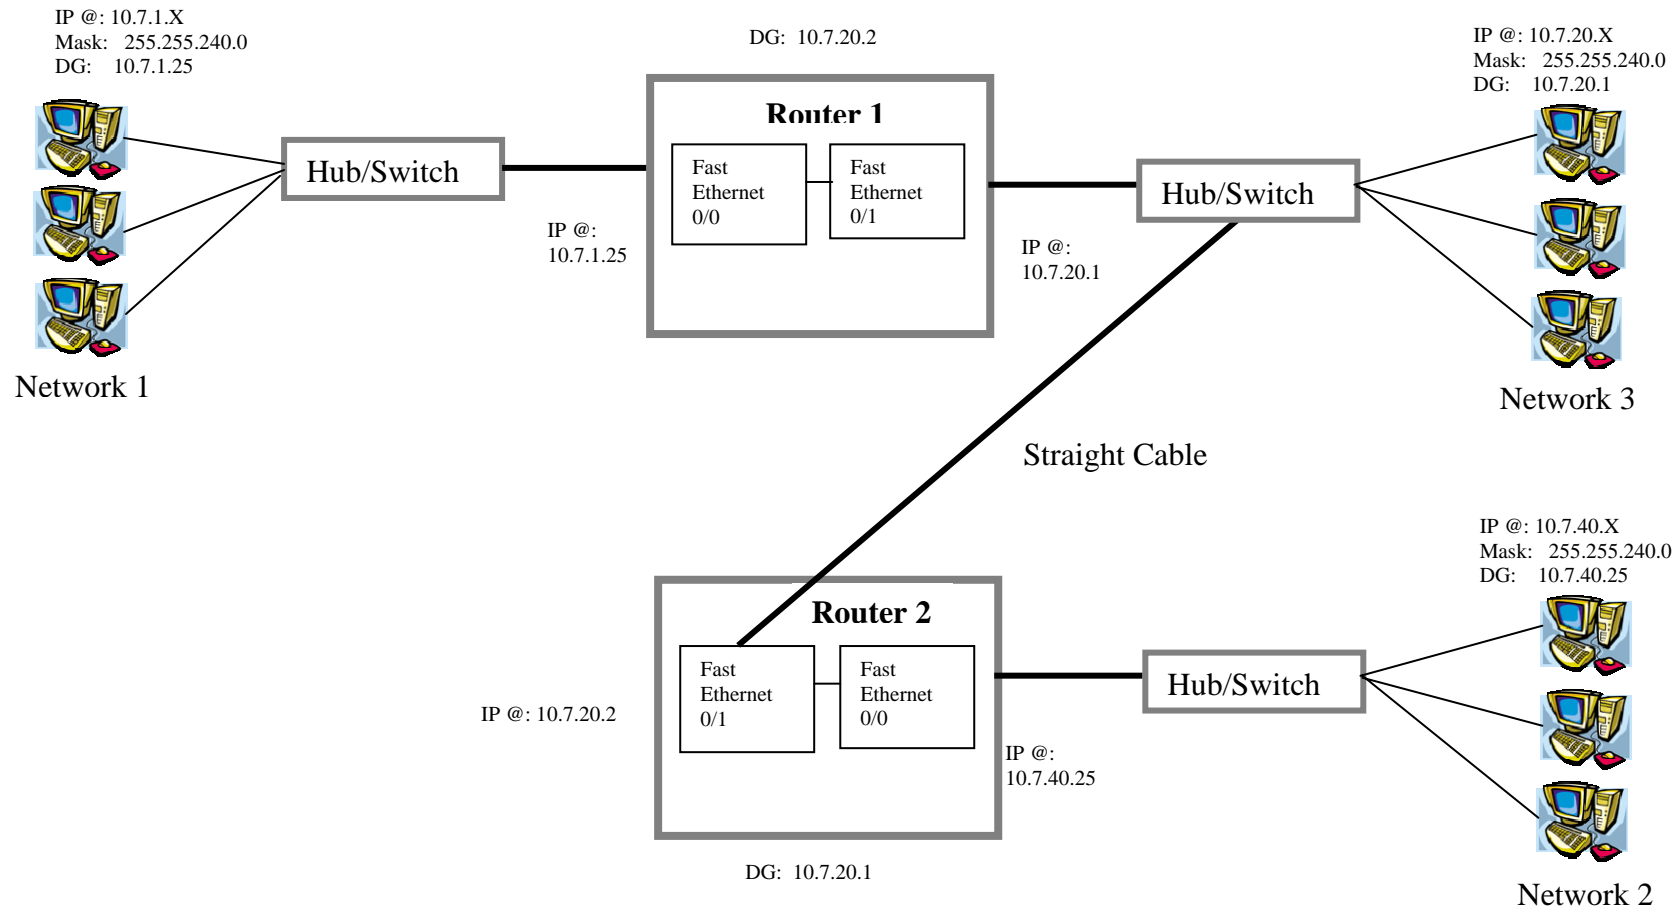 IP @: 10.7.1.X
Mask: 255.255.240.0
DG: 10.7.1.25
Network 1
Hub/Switch
IP @:
10.7.1.25
DG: 10.7.20.2
Router 1
Fast
Ethernet
0/0
Fast
Ethernet
0/1
IP @:
10.7.20.1
Hub/Switch
IP @: 10.7.20.X
Mask: 255.255.240.0
DG: 10.7.20.1
Network 3
Straight Cable
IP @: 10.7.20.2
Router 2
Fast
Ethernet
0/1
Fast
Ethernet
0/0
IP @:
10.7.40.25
DG: 10.7.20.1
Hub/Switch
IP @: 10.7.40.X
Mask: 255.255.240.0
DG: 10.7.40.25
Network 2